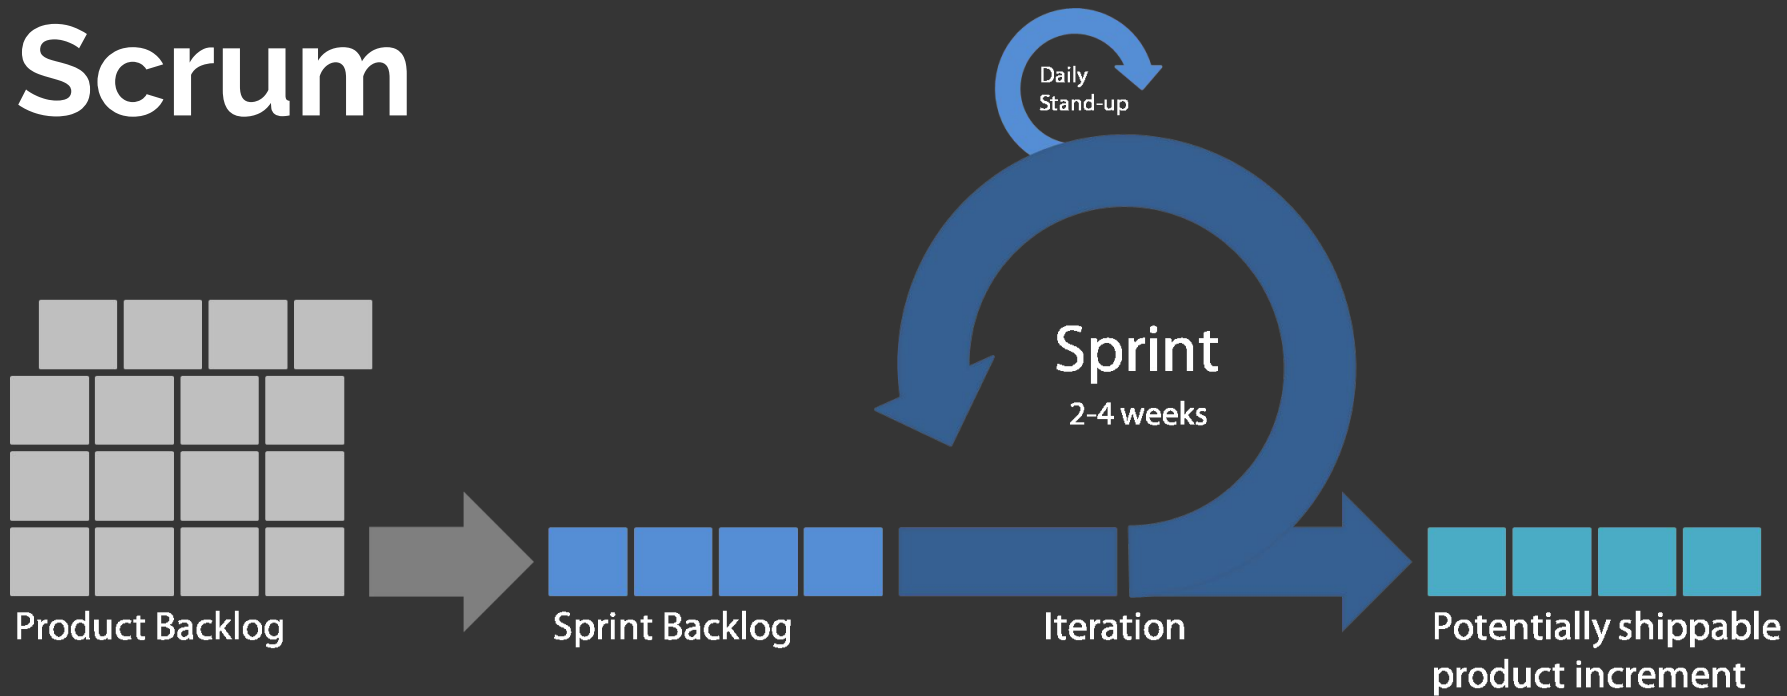 Scrum
Daily
Stand-up
Sprint
2-4 weeks
Product Backlog
Sprint Backlog
Iteration
Potentially shippable
product increment